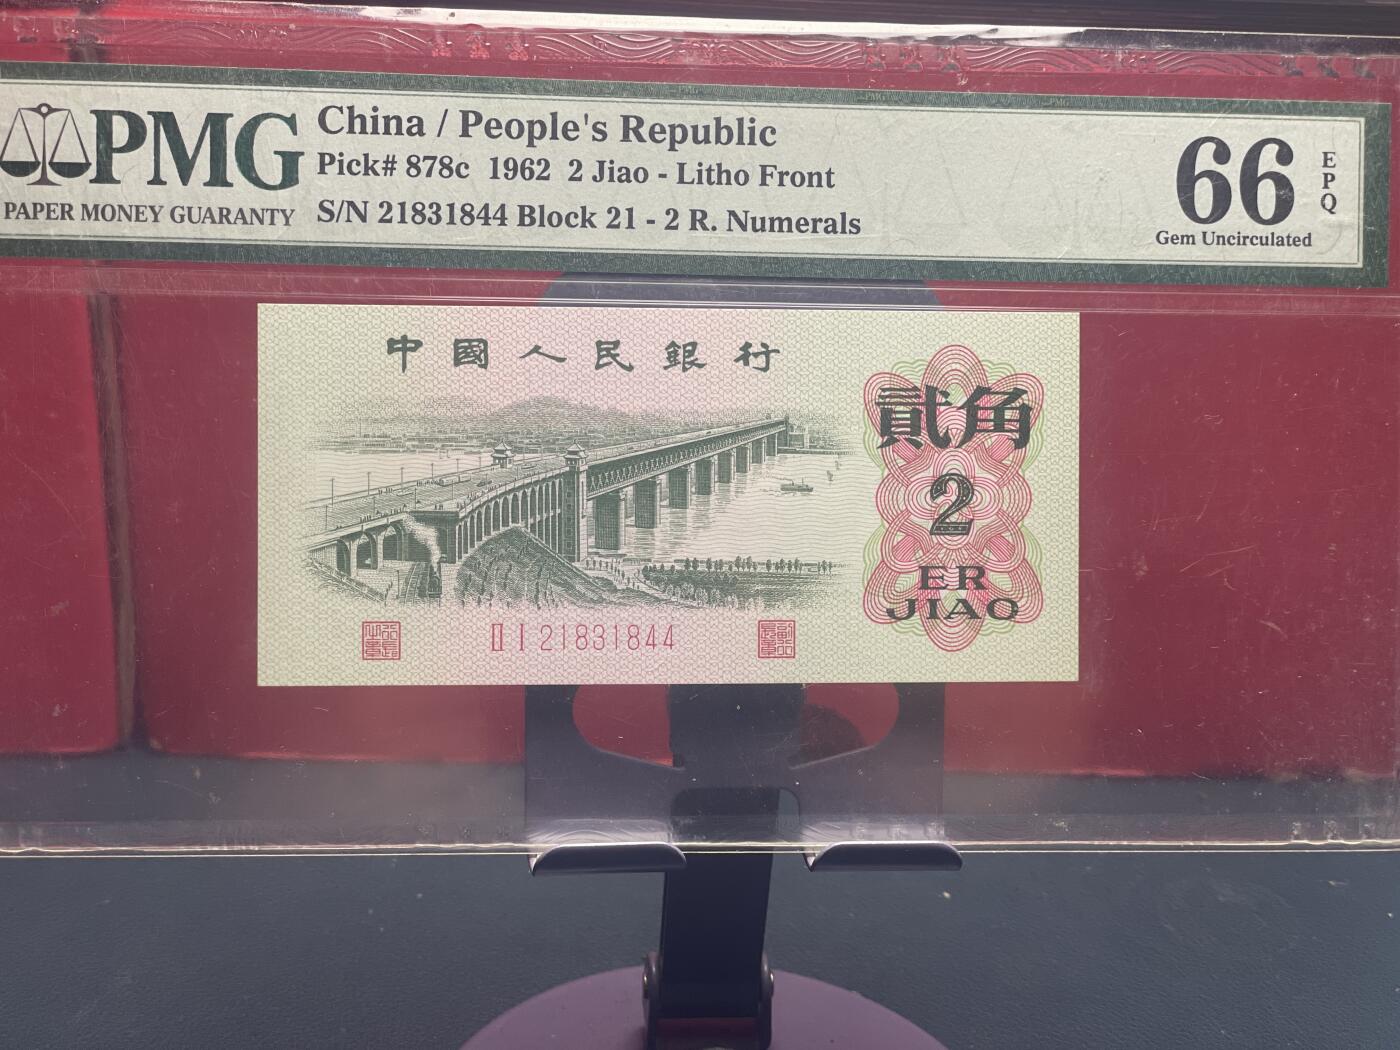 PMG
PAPER MONEY GUARANTY
China / People's Republic
Pick# 878c 1962 2 Jiao - Litho Front
S/N 21831844 Block 21 - 2 R. Numerals
66
EPQ
Gem Uncirculated
中國人民銀行
貳角
2
ER
JIAO
II I 21831844